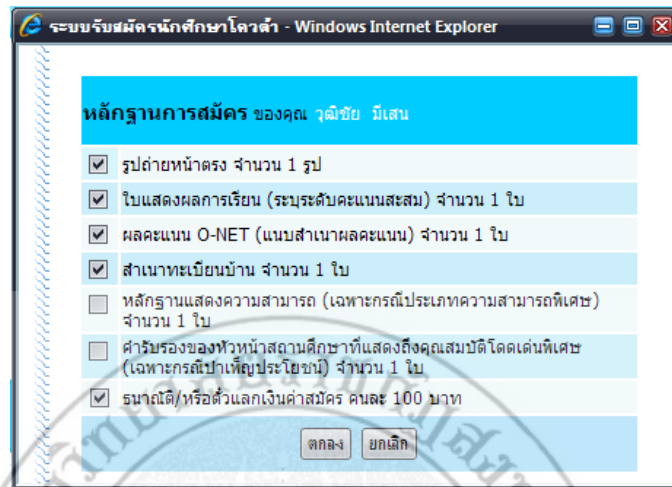 ระบบรับสมัครนักศึกษาโควต้า - Windows Internet Explorer
หลักฐานการสมัคร ของคุณ วุฒิชัย มีเสน
รูปถ่ายหน้าตรง จำนวน 1 รูป
ใบแสดงผลการเรียน (ระบุระดับคะแนนสะสม) จำนวน 1 ใบ
ผลคะแนน O-NET (แนบสำเนาผลคะแนน) จำนวน 1 ใบ
สำเนาทะเบียนบ้าน จำนวน 1 ใบ
หลักฐานแสดงความสามารถ (เฉพาะกรณีประเภทความสามารถพิเศษ)
จำนวน 1 ใบ
คำรับรองของหัวหน้าสถานศึกษาที่แสดงถึงคุณสมบัติโดดเด่นพิเศษ
(เฉพาะกรณีบำเพ็ญประโยชน์) จำนวน 1 ใบ
ธนาณัติ/หรือตั๋วแลกเงินค่าสมัคร คนละ 100 บาท
ตกลง ยกเลิก